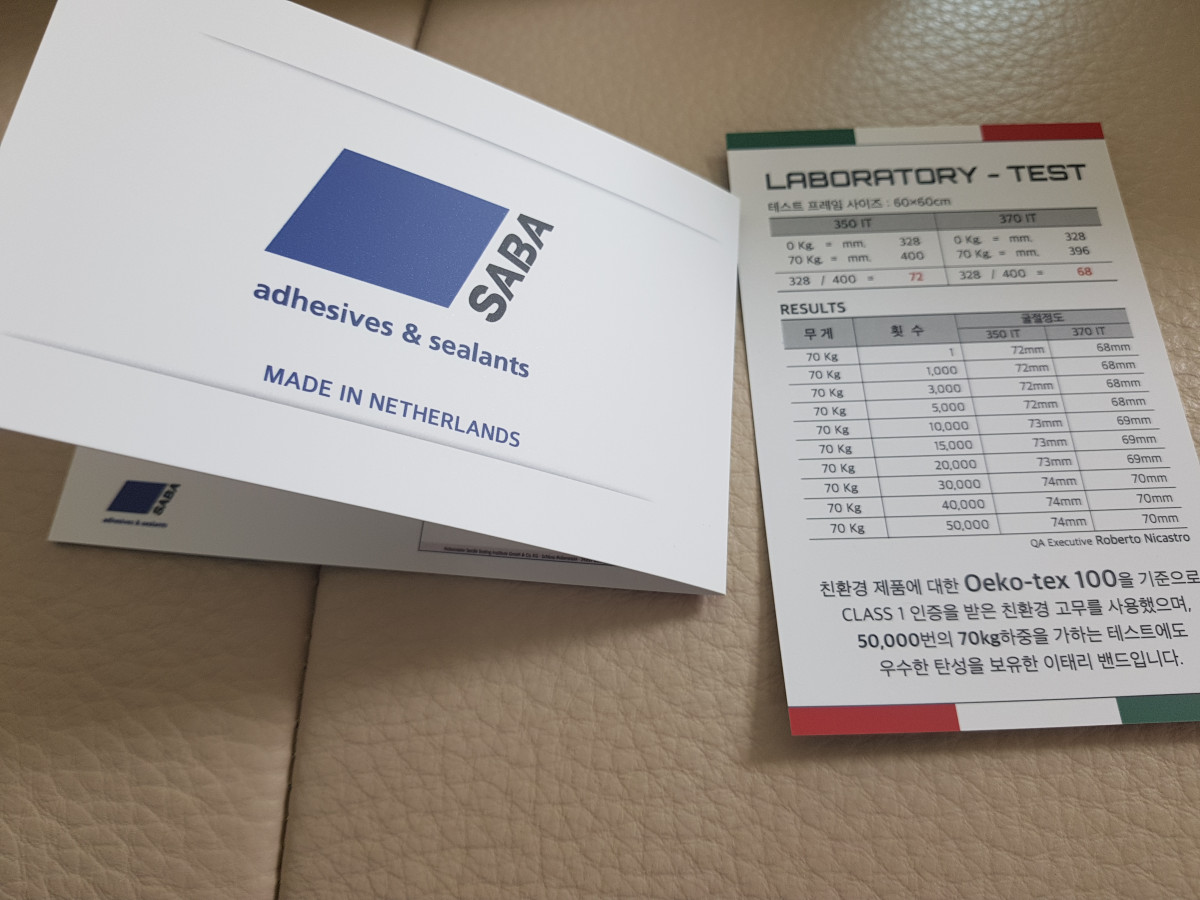 SABA
adhesives & sealants
MADE IN NETHERLANDS
SABA
adhesives & sealants
LABORATORY - TEST
테스트 프레임 사이즈 : 60×60cm
350 IT 370 IT
0 Kg. = mm. 328 0 Kg. = mm. 328
70 Kg. = mm. 400 70 Kg. = mm. 396
328 / 400 = 72 328 / 400 = 68
RESULTS
무 게 횟 수 굴절정도
350 IT 370 IT
70 Kg 1 72mm 68mm
70 Kg 1,000 72mm 68mm
70 Kg 3,000 72mm 68mm
70 Kg 5,000 72mm 68mm
70 Kg 10,000 73mm 69mm
70 Kg 15,000 73mm 69mm
70 Kg 20,000 73mm 69mm
70 Kg 30,000 74mm 70mm
70 Kg 40,000 74mm 70mm
70 Kg 50,000 74mm 70mm
QA Executive Roberto Nicastro
친환경 제품에 대한 Oeko-tex 100을 기준으로
CLASS 1 인증을 받은 친환경 고무를 사용했으며,
50,000번의 70kg하중을 가하는 테스트에도
우수한 탄성을 보유한 이태리 밴드입니다.